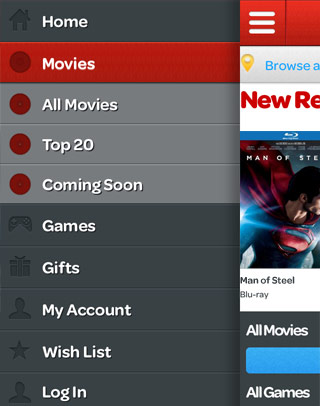 Home
Movies
All Movies
Top 20
Coming Soon
Games
Gifts
My Account
Wish List
Log In
Browse a
New Re
Blu-ray
MAN OF STE
Man of Steel
Blu-ray
All Movies
All Games